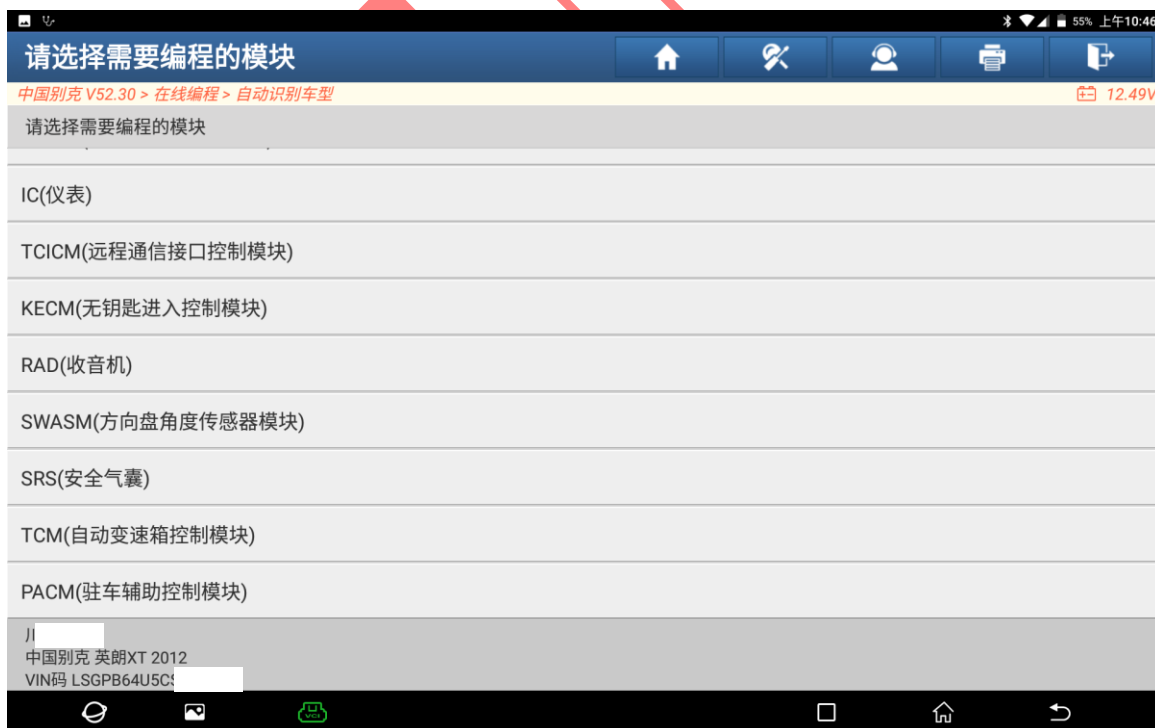 55% 上午10:46
请选择需要编程的模块
中国别克 V52.30 > 在线编程 > 自动识别车型
12.49V
请选择需要编程的模块
IC(仪表)
TCICM(远程通信接口控制模块)
KECM(无钥匙进入控制模块)
RAD(收音机)
SWASM(方向盘角度传感器模块)
SRS(安全气囊)
TCM(自动变速箱控制模块)
PACM(驻车辅助控制模块)
川
中国别克 英朗XT 2012
VIN码 LSGPB64U5CS
VCI